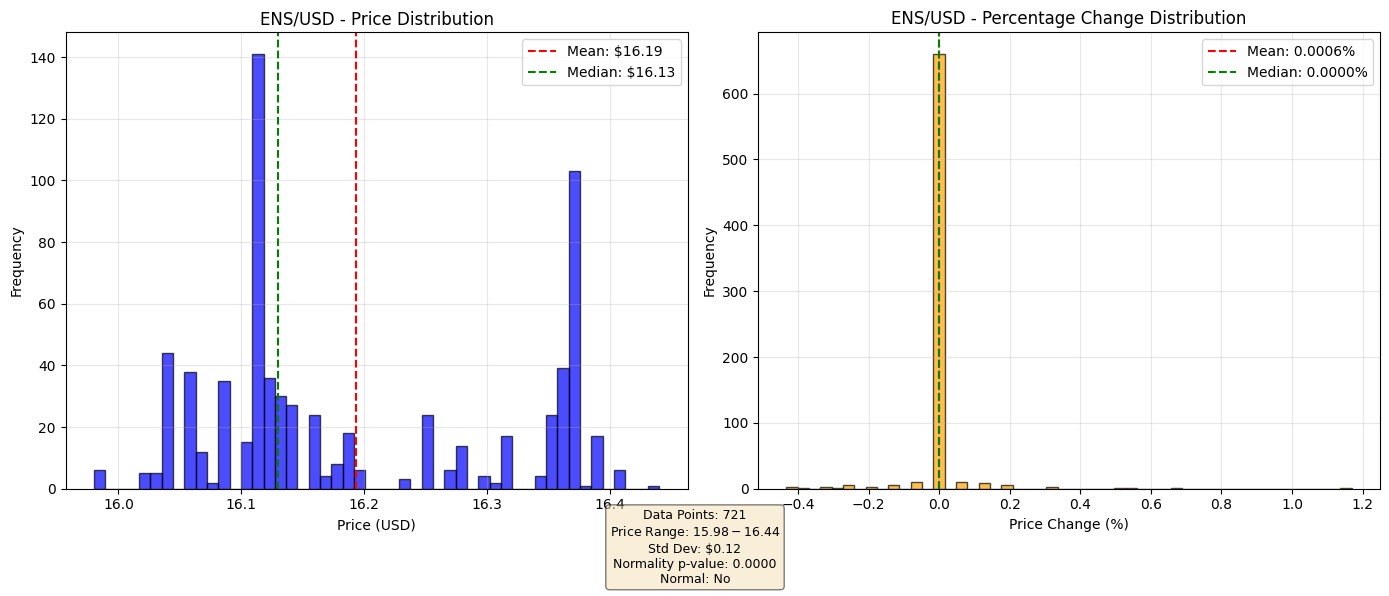 ENS/USD - Price Distribution
Mean: $16.19
Median: $16.13
140
120
100
80
60
40
20
0
Frequency
16.0
16.1
16.2
16.3
16.4
Price (USD)
ENS/USD - Percentage Change Distribution
Mean: 0.0006%
Median: 0.0000%
600
500
400
300
200
100
0
Frequency
−0.4
−0.2
0.0
0.2
0.4
0.6
0.8
1.0
1.2
Price Change (%)
Data Points: 721
Price Range: 15.98 − 16.44
Std Dev: $0.12
Normality p-value: 0.0000
Normal: No